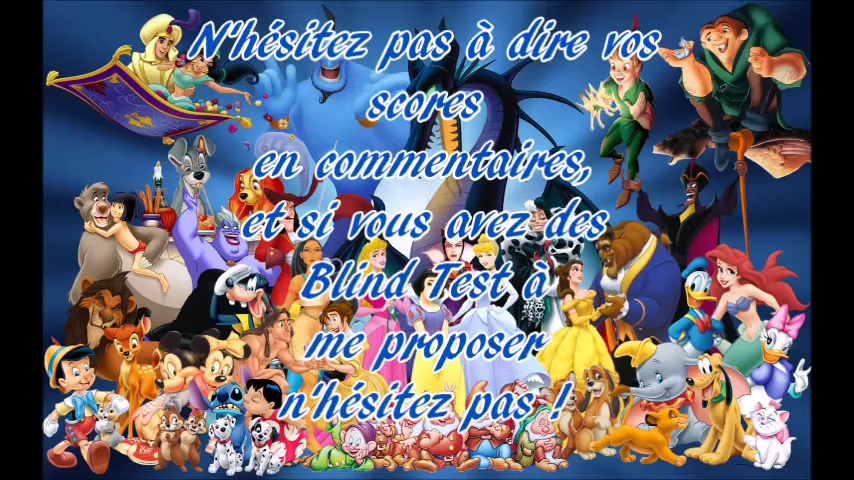 N'hésitez pas à dire vos
scores
en commentaires,
et si vous avez des
Blind Test à
me proposer
n'hésitez pas !